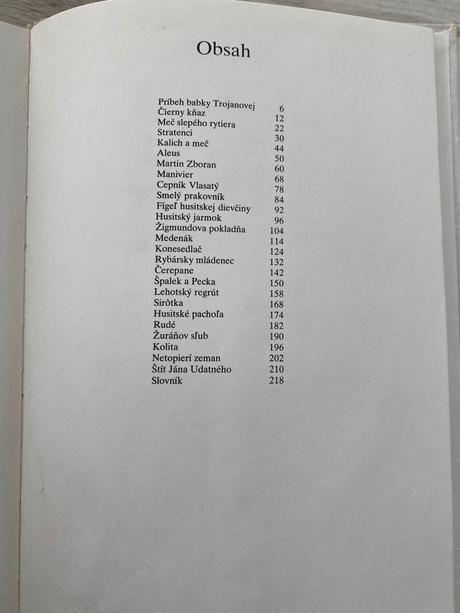 Obsah
Príbeh babky Trojanovej 6
Čierny kňaz 12
Meč slepého rytiera 22
Stratenci 30
Kalich a meč 44
Aleus 50
Martin Zboran 60
Manivier 68
Cepník Vlasatý 78
Smelý prakovník 84
Fígeľ husitskej dievčiny 92
Husitský jarmok 96
Žigmundova pokladňa 104
Medenák 114
Konesedlač 124
Rybársky mládenec 132
Čerepane 142
Špalek a Pecka 150
Lehotský regrút 158
Sirôtka 168
Husitské pachoľa 174
Rudé 182
Žuráňov sľub 190
Kolita 196
Netopierí zeman 202
Štít Jána Udatného 210
Slovník 218